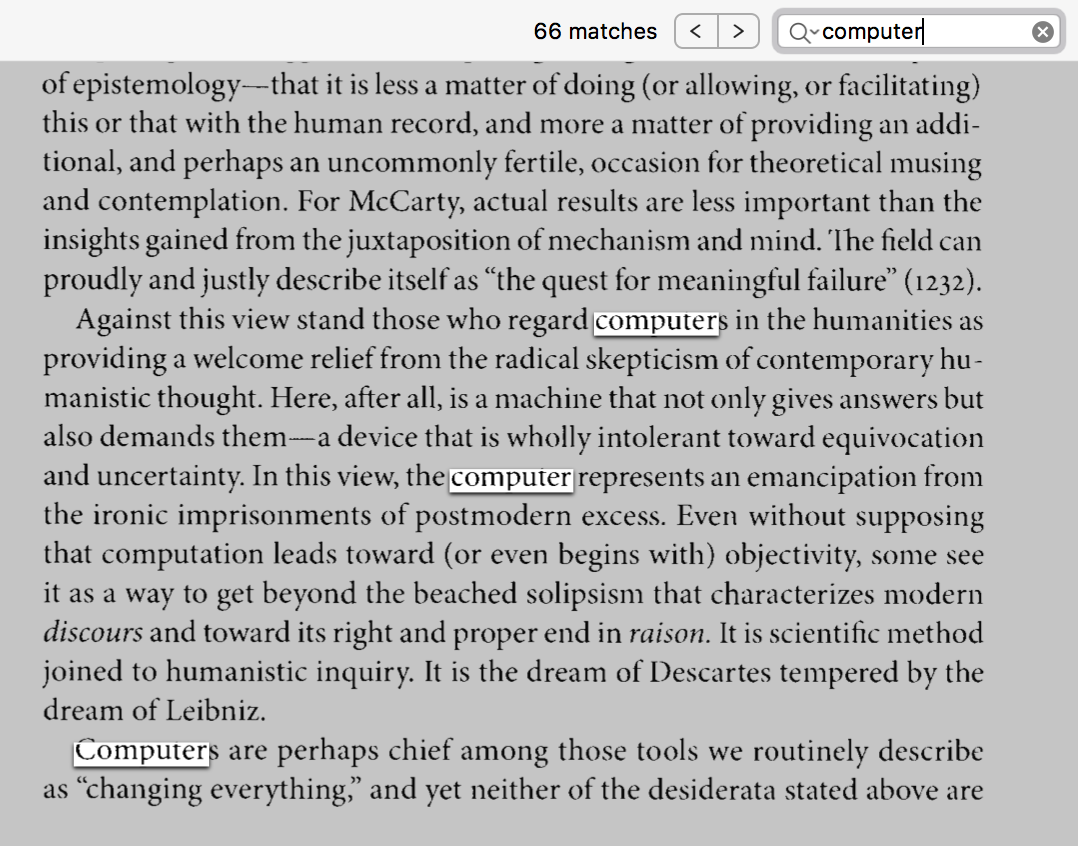 66 matches < > computer
of epistemology—that it is less a matter of doing (or allowing, or facilitating)
this or that with the human record, and more a matter of providing an addi-
tional, and perhaps an uncommonly fertile, occasion for theoretical musing
and contemplation. For McCarty, actual results are less important than the
insights gained from the juxtaposition of mechanism and mind. The field can
proudly and justly describe itself as “the quest for meaningful failure” (1232).
Against this view stand those who regard computers in the humanities as
providing a welcome relief from the radical skepticism of contemporary hu-
manistic thought. Here, after all, is a machine that not only gives answers but
also demands them—a device that is wholly intolerant toward equivocation
and uncertainty. In this view, the computer represents an emancipation from
the ironic imprisonments of postmodern excess. Even without supposing
that computation leads toward (or even begins with) objectivity, some see
it as a way to get beyond the beached solipsism that characterizes modern
discours and toward its right and proper end in raison. It is scientific method
joined to humanistic inquiry. It is the dream of Descartes tempered by the
dream of Leibniz.
Computers are perhaps chief among those tools we routinely describe
as “changing everything,” and yet neither of the desiderata stated above are